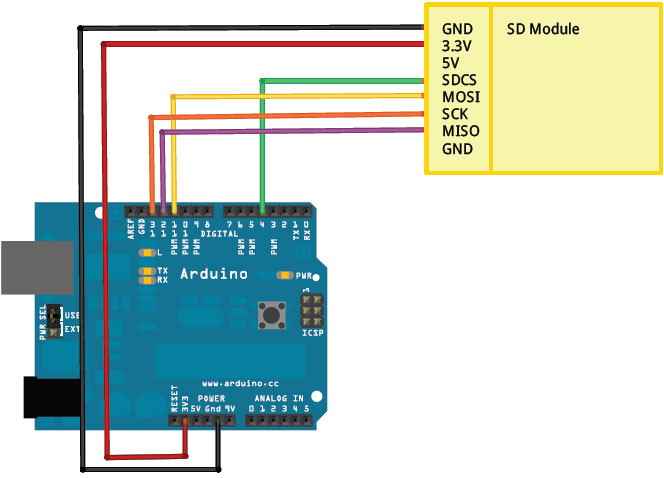 GND SD Module
3.3V
5V
SDCS
MOSI
SCK
MISO
GND
AREF GND 13 12 11 10 9 8 7 6 5 4 3 2 1 0
PWM PWM PWM PWM PWM PWM TX RX
DIGITAL
L
TX
RX
Arduino
PWR
1
PWR SEL
USB
EXT
ICSP
www.arduino.cc
POWER ANALOG IN
RESET 3V3 5V Gnd 9V 0 1 2 3 4 5